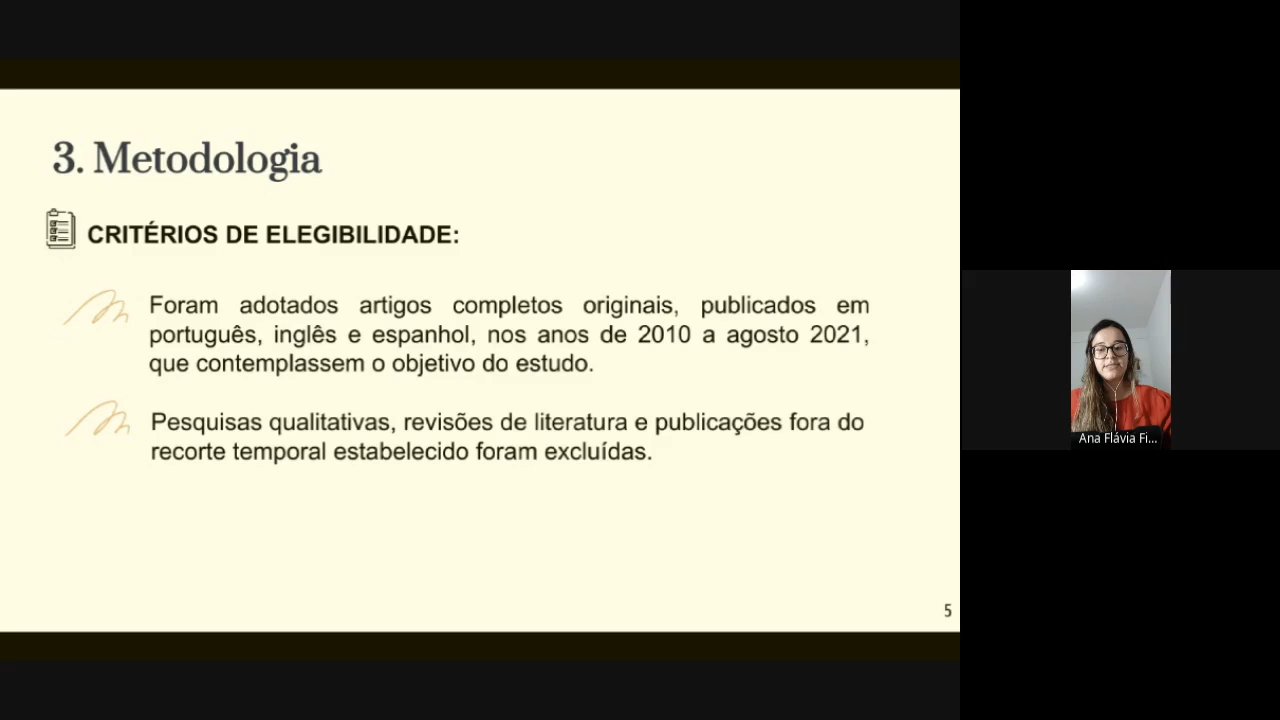 3. Metodologia
CRITÉRIOS DE ELEGIBILIDADE:
Foram adotados artigos completos originais, publicados em
português, inglês e espanhol, nos anos de 2010 a agosto 2021,
que contemplassem o objetivo do estudo.
Pesquisas qualitativas, revisões de literatura e publicações fora do
recorte temporal estabelecido foram excluídas.
5
Ana Flávia Fi...